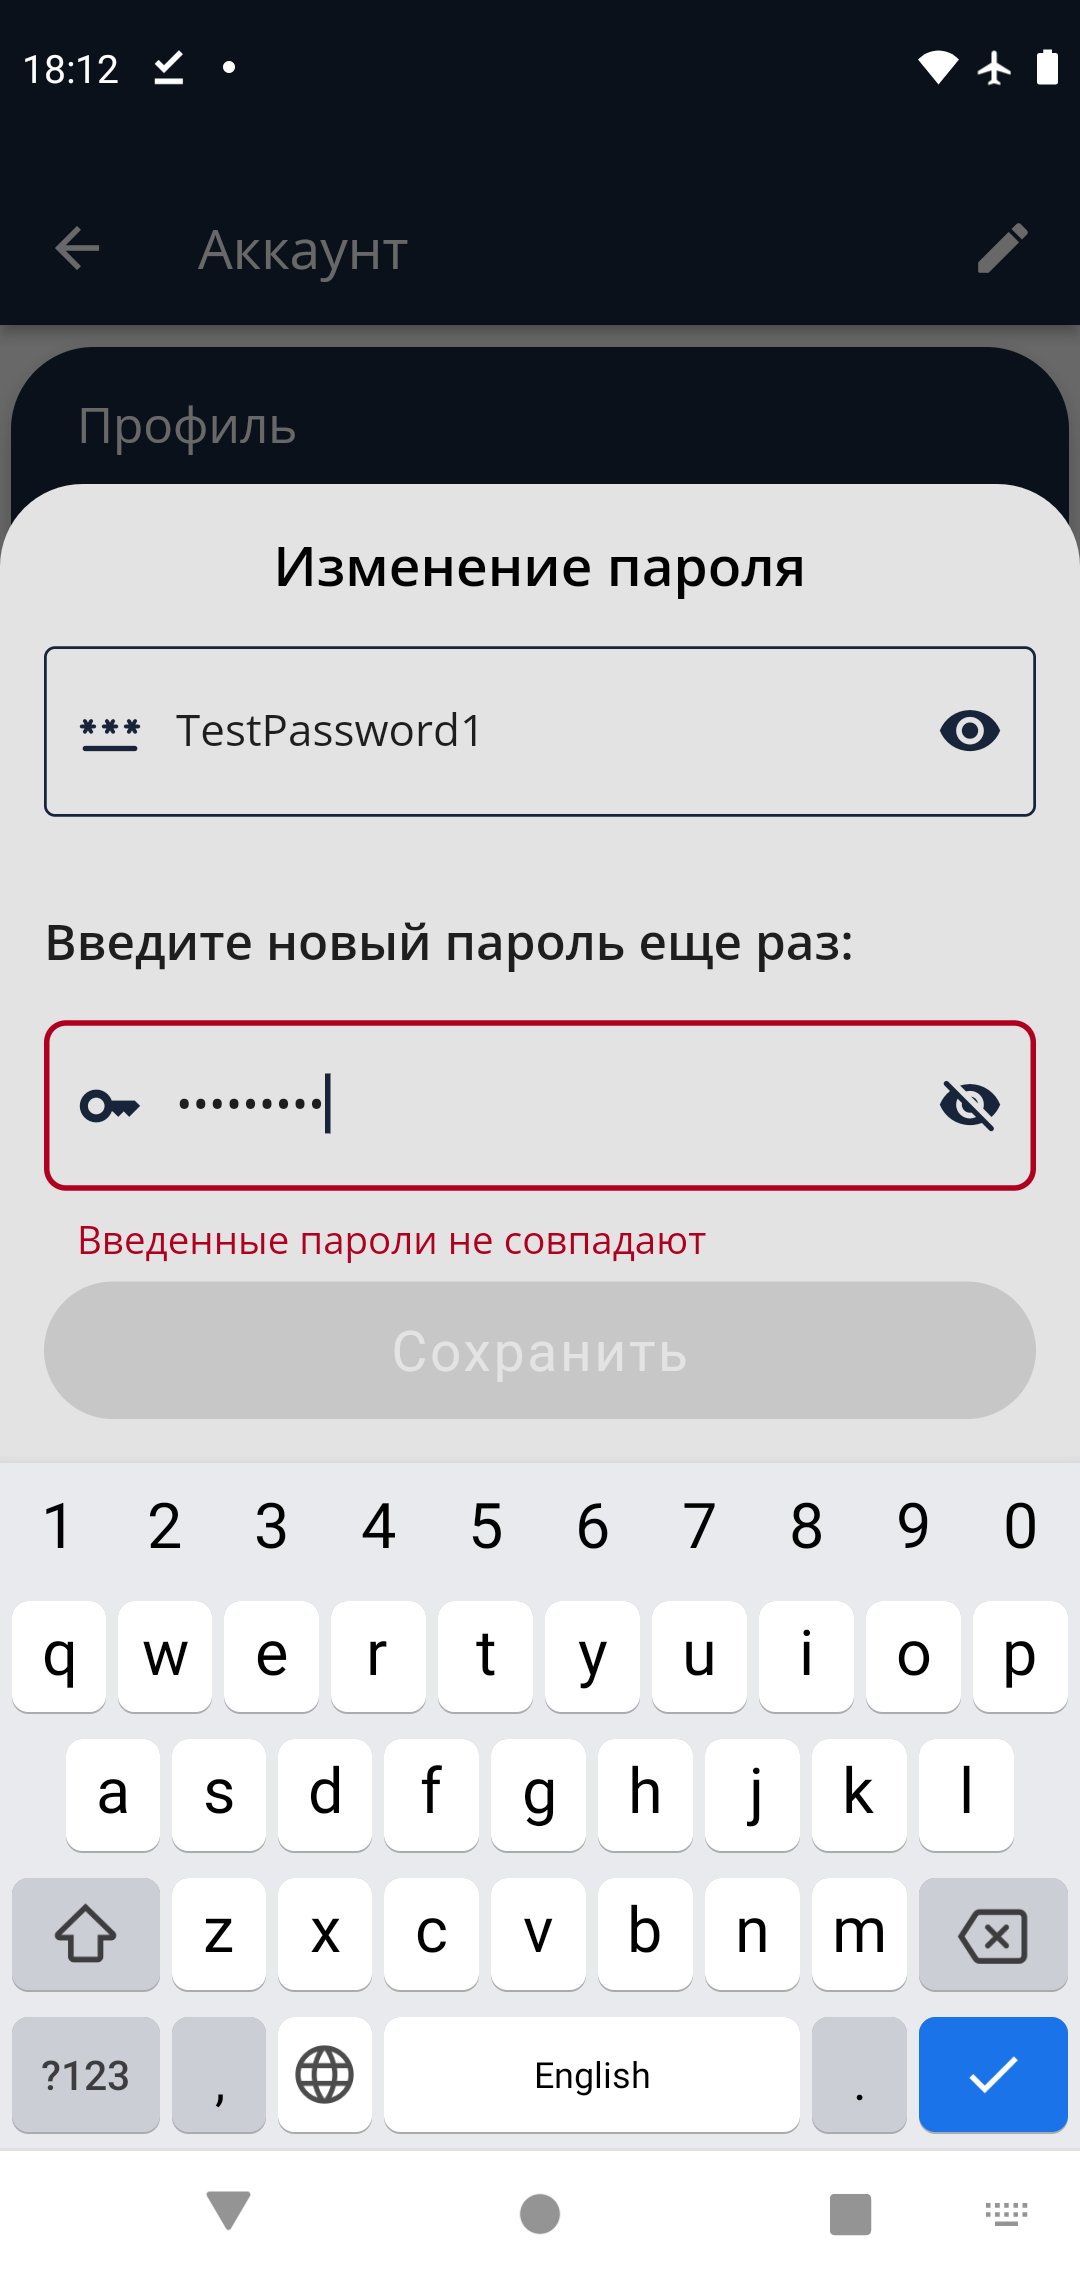 18:12
Аккаунт
Профиль
Изменение пароля
*** TestPassword1
Введите новый пароль еще раз:
•••••••••
Введенные пароли не совпадают
Сохранить
1 2 3 4 5 6 7 8 9 0
q w e r t y u i o p
a s d f g h j k l
z x c v b n m
?123 , English .